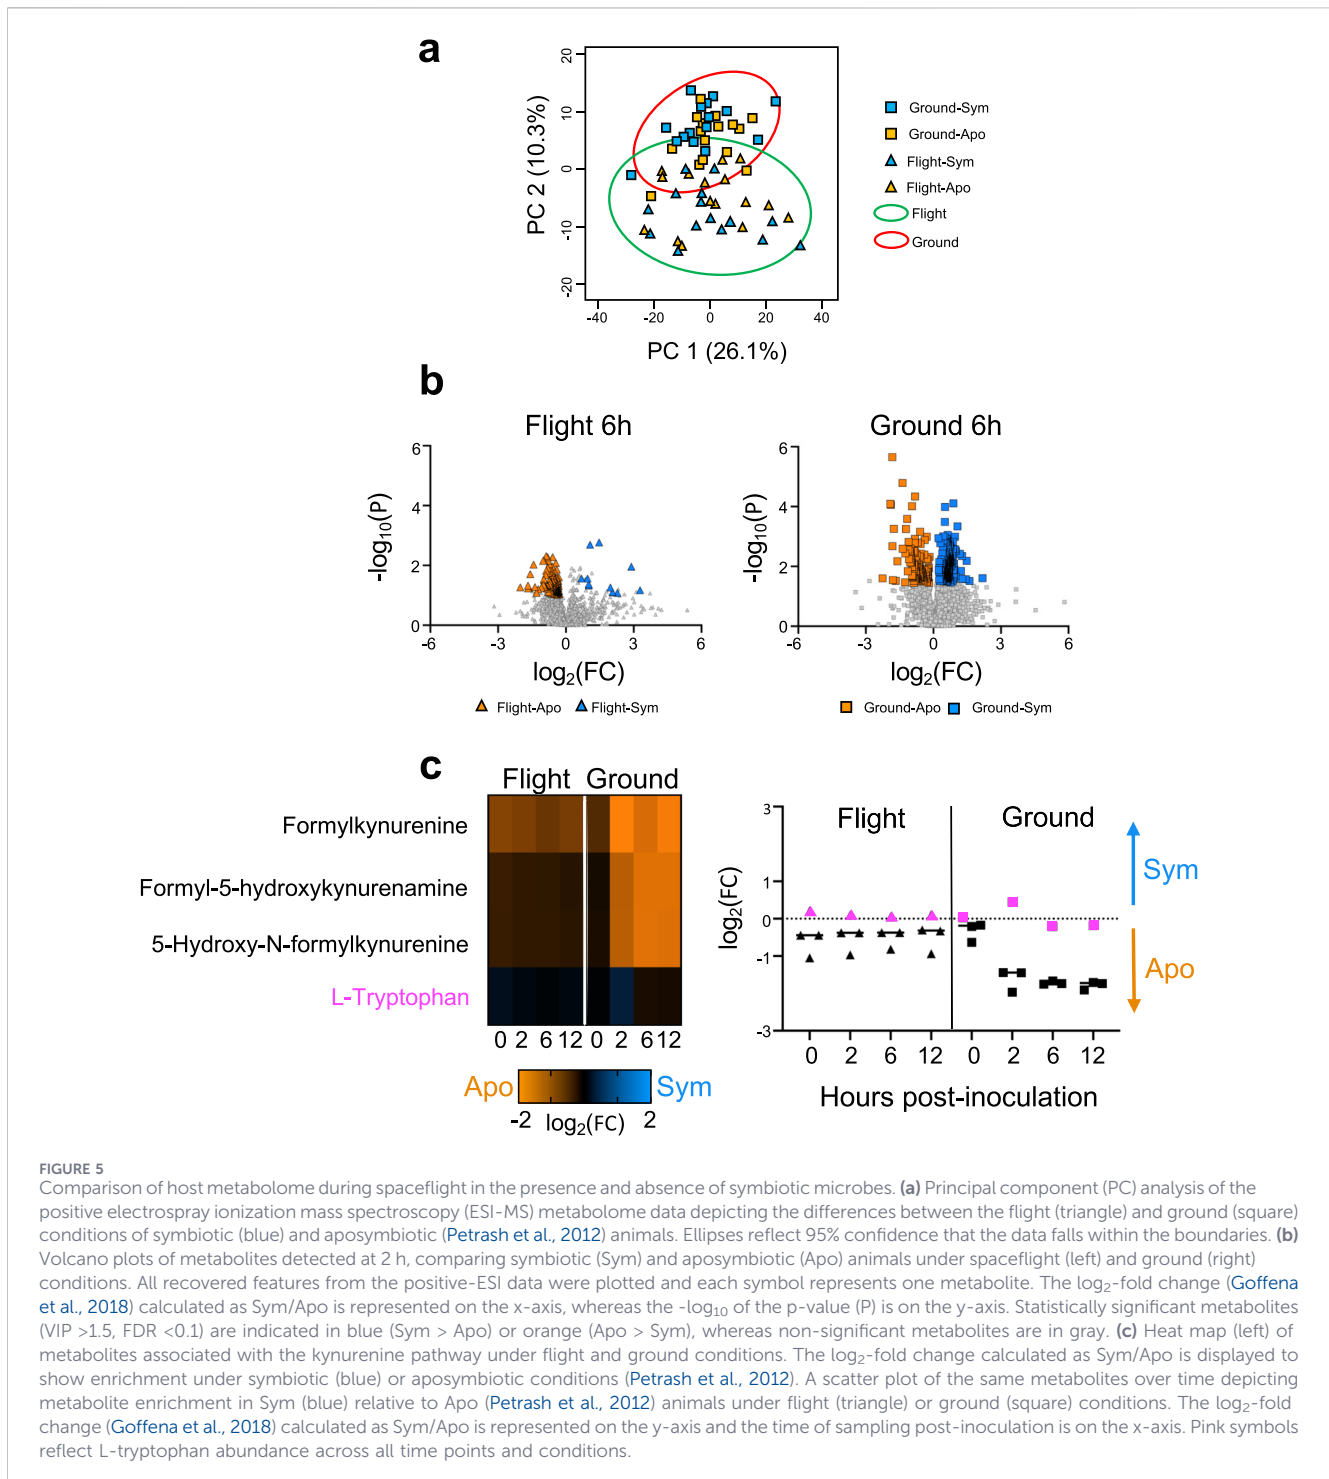 a
20
10
0
-10
-20
PC 2 (10.3%)
-40 -20 0 20 40
PC 1 (26.1%)
Ground-Sym
Ground-Apo
Flight-Sym
Flight-Apo
Flight
Ground
b
Flight 6h
6
4
2
0
-log10(P)
-6 -3 0 3 6
log2(FC)
Flight-Apo Flight-Sym
Ground 6h
6
4
2
0
-log10(P)
-6 -3 0 3 6
log2(FC)
Ground-Apo Ground-Sym
c
Flight Ground
Formylkynurenine
Formyl-5-hydroxykynurenamine
5-Hydroxy-N-formylkynurenine
L-Tryptophan
0 2 6 12 0 2 6 12
Apo Sym
-2 log2(FC) 2
3
1
0
-1
-3
log2(FC)
Flight Ground
Sym
Apo
0 2 6 12 0 2 6 12
Hours post-inoculation
FIGURE 5
Comparison of host metabolome during spaceflight in the presence and absence of symbiotic microbes. (a) Principal component (PC) analysis of the
positive electrospray ionization mass spectroscopy (ESI-MS) metabolome data depicting the differences between the flight (triangle) and ground (square)
conditions of symbiotic (blue) and aposymbiotic (Petrash et al., 2012) animals. Ellipses reflect 95% confidence that the data falls within the boundaries. (b)
Volcano plots of metabolites detected at 2 h, comparing symbiotic (Sym) and aposymbiotic (Apo) animals under spaceflight (left) and ground (right)
conditions. All recovered features from the positive-ESI data were plotted and each symbol represents one metabolite. The log2-fold change (Goffena
et al., 2018) calculated as Sym/Apo is represented on the x-axis, whereas the -log10 of the p-value (P) is on the y-axis. Statistically significant metabolites
(VIP >1.5, FDR <0.1) are indicated in blue (Sym > Apo) or orange (Apo > Sym), whereas non-significant metabolites are in gray. (c) Heat map (left) of
metabolites associated with the kynurenine pathway under flight and ground conditions. The log2-fold change calculated as Sym/Apo is displayed to
show enrichment under symbiotic (blue) or aposymbiotic conditions (Petrash et al., 2012). A scatter plot of the same metabolites over time depicting
metabolite enrichment in Sym (blue) relative to Apo (Petrash et al., 2012) animals under flight (triangle) or ground (square) conditions. The log2-fold
change (Goffena et al., 2018) calculated as Sym/Apo is represented on the y-axis and the time of sampling post-inoculation is on the x-axis. Pink symbols
reflect L-tryptophan abundance across all time points and conditions.